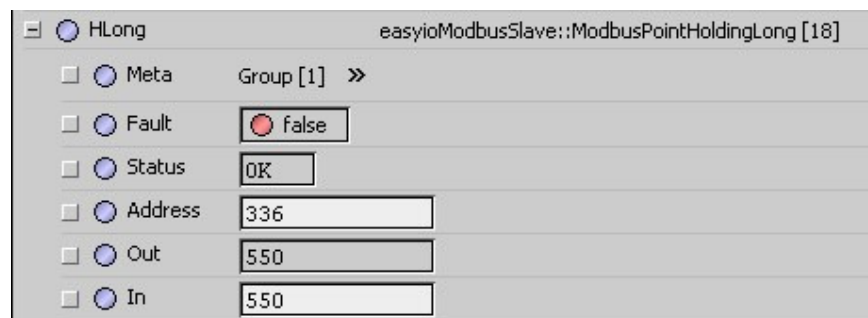 HLong easyioModbusSlave::ModbusPointHoldingLong [18]
Meta Group [1] »
Fault false
Status OK
Address 336
Out 550
In 550